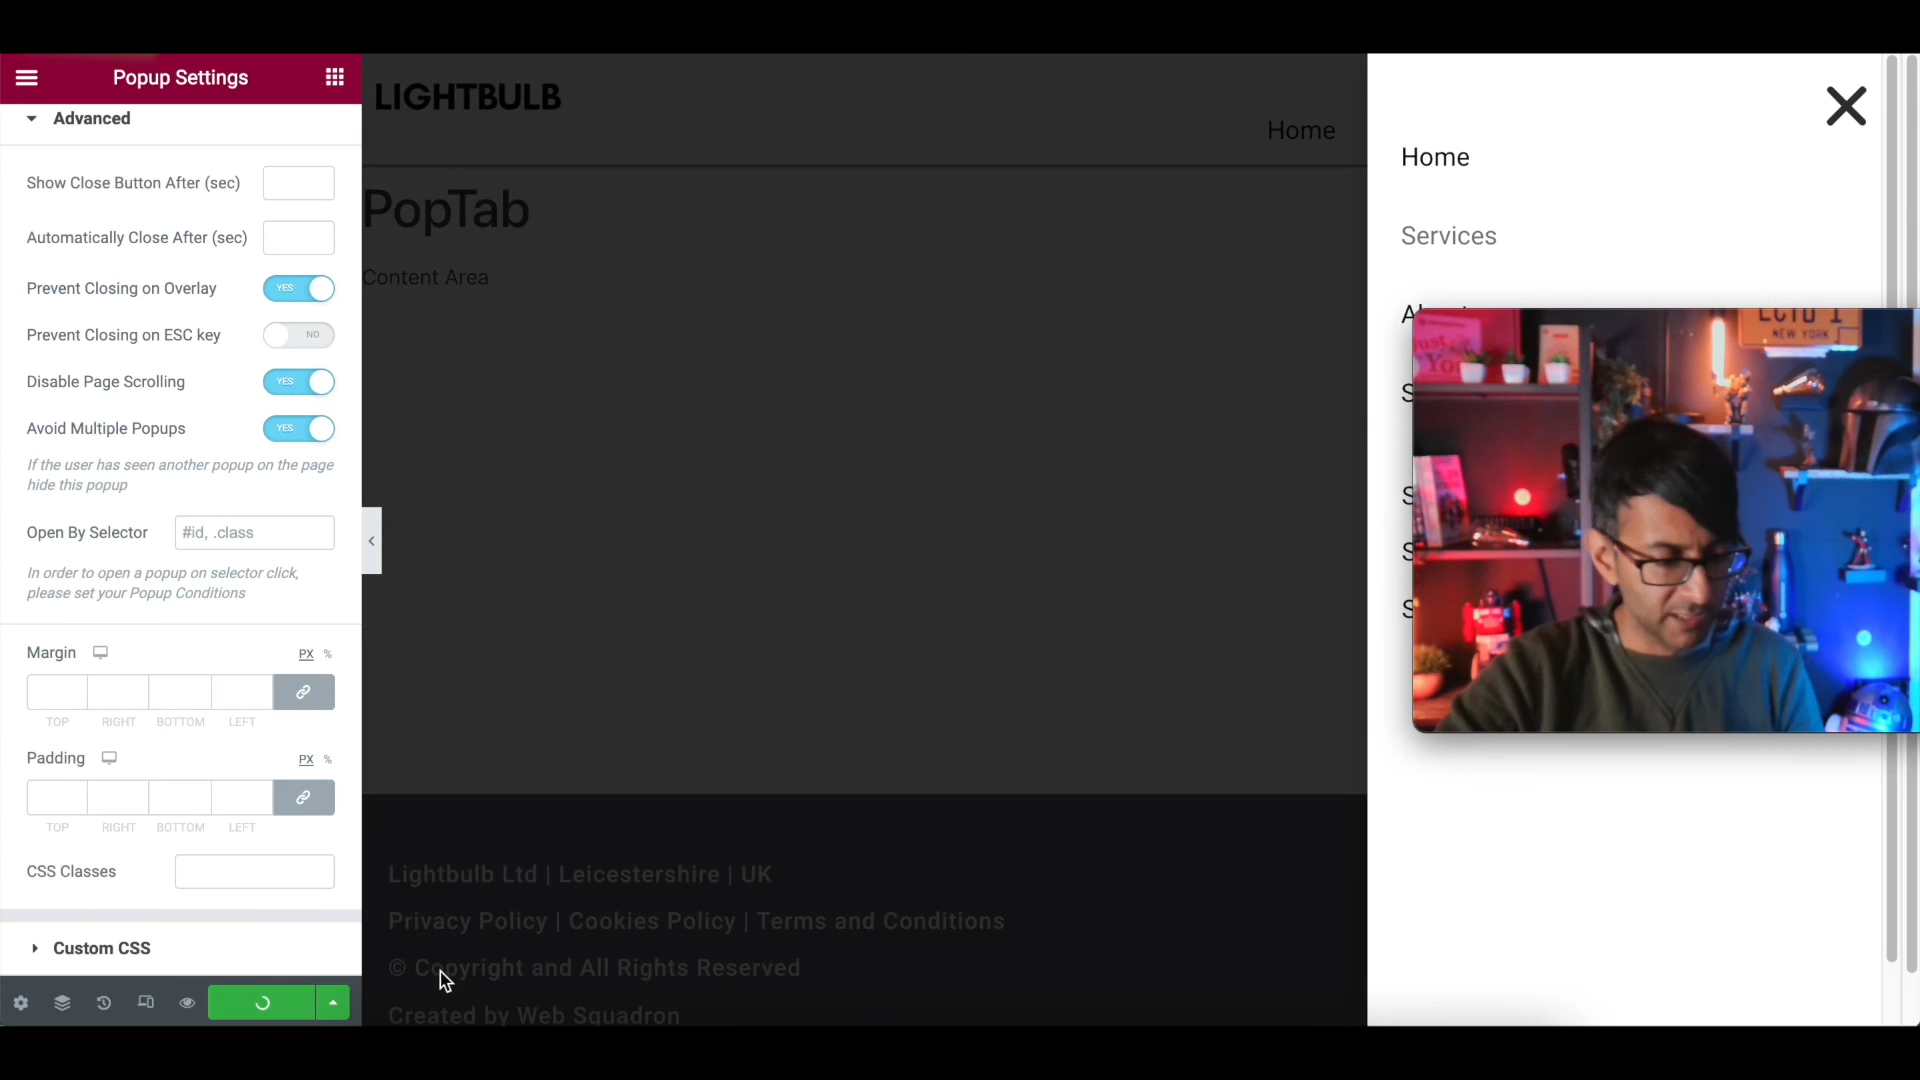 Popup Settings
Advanced
Show Close Button After (sec)
Automatically Close After (sec)
Prevent Closing on Overlay
YES
Prevent Closing on ESC key
NO
Disable Page Scrolling
YES
Avoid Multiple Popups
YES
If the user has seen another popup on the page
hide this popup
Open By Selector
#id, .class
In order to open a popup on selector click,
please set your Popup Conditions
Margin
PX %
TOP RIGHT BOTTOM LEFT
Padding
PX %
TOP RIGHT BOTTOM LEFT
CSS Classes
Custom CSS
LIGHTBULB
Home
PopTab
Content Area
Lightbulb Ltd | Leicestershire | UK
Privacy Policy | Cookies Policy | Terms and Conditions
© Copyright and All Rights Reserved
Created by Web Squadron
Home
Services
S
S
S
S
NEW YORK